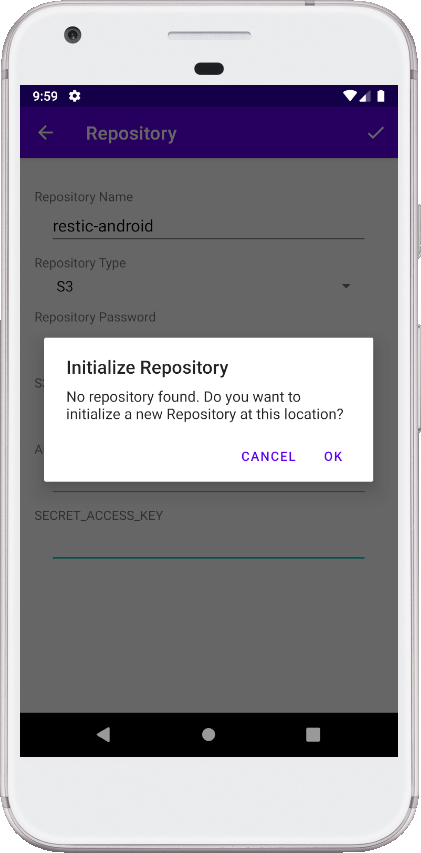 9:59
Repository
Repository Name
restic-android
Repository Type
S3
Repository Password
Initialize Repository
No repository found. Do you want to
initialize a new Repository at this location?
CANCEL OK
SECRET_ACCESS_KEY